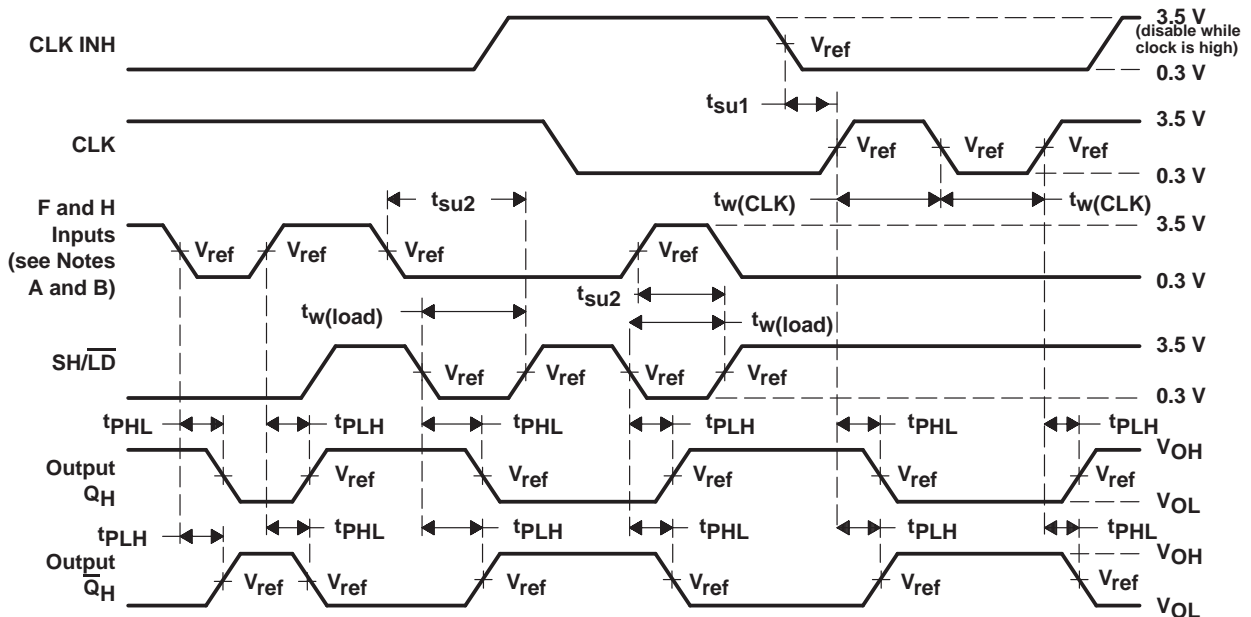 3.5 V
(disable while
clock is high)
CLK INH
Vref
0.3 V
tsu1
3.5 V
CLK
Vref
Vref
Vref
0.3 V
tsu2
tw(CLK)
tw(CLK)
F and H
Inputs
(see Notes
A and B)
3.5 V
Vref
Vref
Vref
Vref
0.3 V
tsu2
tw(load)
tw(load)
3.5 V
SH/L̅D̅
Vref
Vref
Vref
Vref
0.3 V
tPHL
tPLH
tPHL
tPLH
tPHL
tPLH
VOH
Output
QH
Vref
Vref
Vref
Vref
Vref
Vref
VOL
tPLH
tPHL
tPLH
tPHL
tPLH
tPHL
VOH
Output
Q̅H
Vref
Vref
Vref
Vref
Vref
Vref
VOL